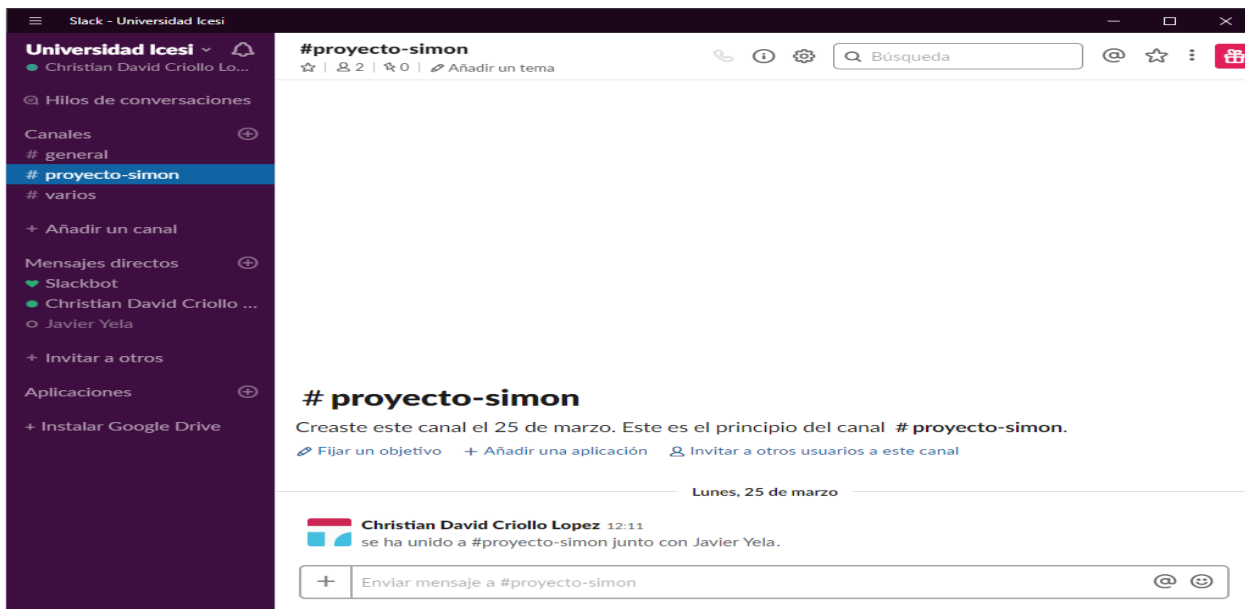 Slack - Universidad Icesi
Universidad Icesi
Christian David Criollo Lo...
Hilos de conversaciones
Canales
# general
# proyecto-simon
# varios
+ Añadir un canal
Mensajes directos
Slackbot
Christian David Criollo ...
Javier Yela
+ Invitar a otros
Aplicaciones
+ Instalar Google Drive
#proyecto-simon
| 2 | 0 | Añadir un tema
Búsqueda
# proyecto-simon
Creaste este canal el 25 de marzo. Este es el principio del canal # proyecto-simon.
Fijar un objetivo + Añadir una aplicación Invitar a otros usuarios a este canal
Lunes, 25 de marzo
Christian David Criollo Lopez 12:11
se ha unido a #proyecto-simon junto con Javier Yela.
+ Enviar mensaje a #proyecto-simon @